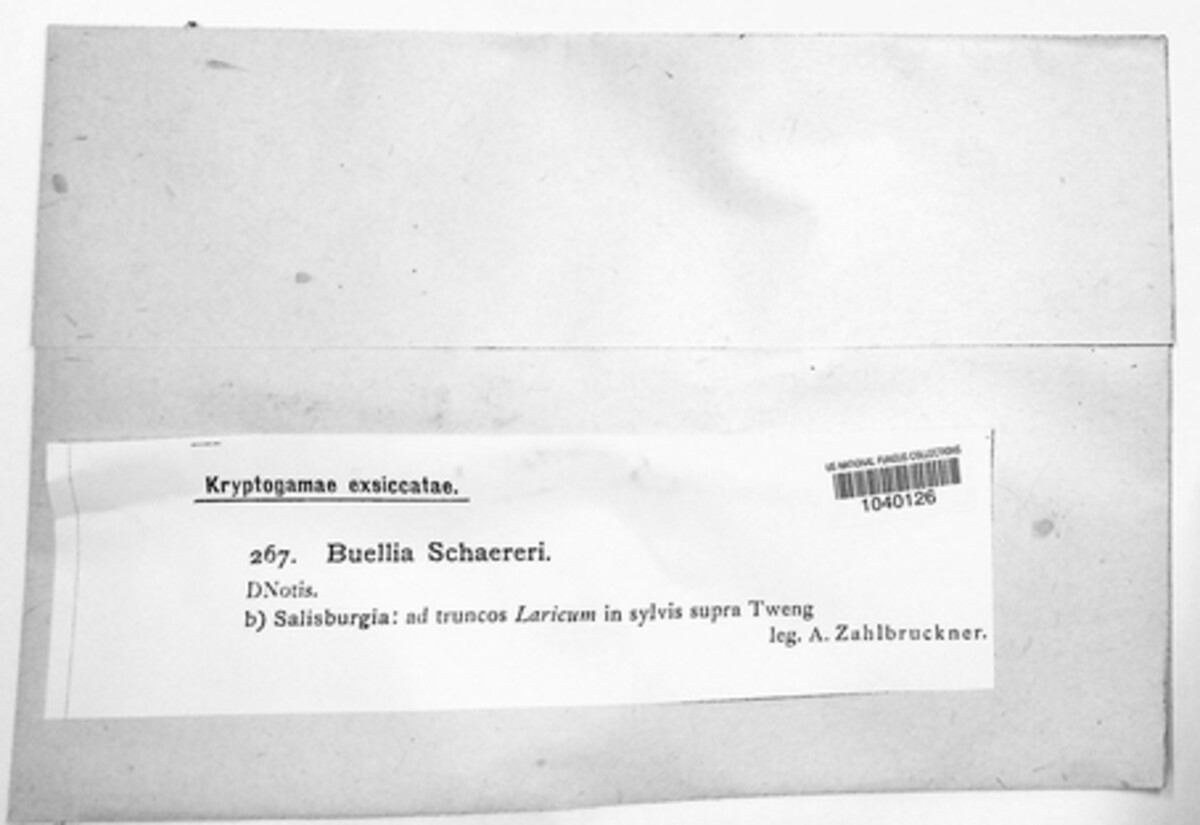 US NATIONAL FUNGUS COLLECTIONS
1040126
Kryptogamae exsiccatae.
267. Buellia Schaereri.
DNotis.
b) Salisburgia: ad truncos Laricum in sylvis supra Tweng
leg. A. Zahlbruckner.